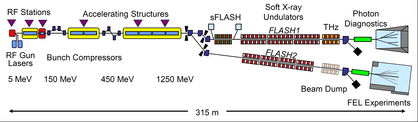 RF Stations
Accelerating Structures
sFLASH
Soft X-ray
Undulators
FLASH1
THz
Photon
Diagnostics
RF Gun
Lasers
Bunch Compressors
FLASH2
5 MeV
150 MeV
450 MeV
1250 MeV
Beam Dump
FEL Experiments
315 m